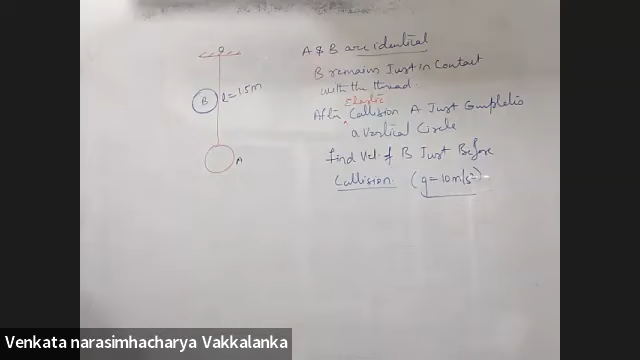 A & B are identical
B remains Just in Contact
with the thread.
Elastic
After Collision A Just Completes
a Vertical Circle
B
l = 1.5m
Find Vel. of B Just Before
A
Collision. (g = 10m/s²)
Venkata narasimhacharya Vakkalanka